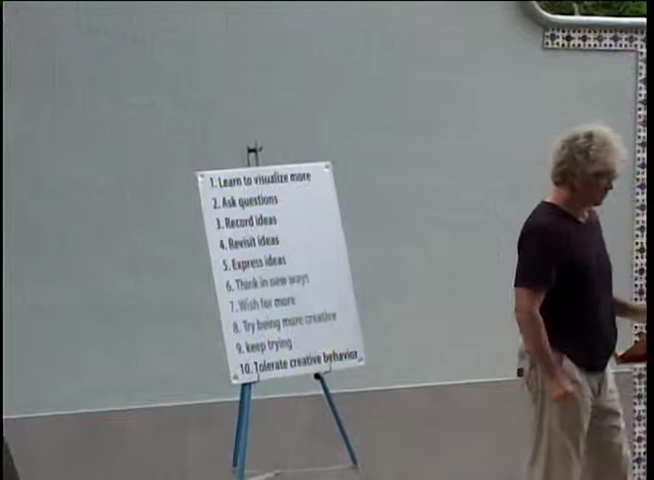 1. Learn to visualize more
2. Ask questions
3. Record ideas
4. Revisit ideas
5. Express ideas
6. Think in new ways
7. Wish for more
8. Try being more creative
9. keep trying
10. Tolerate creative behavior